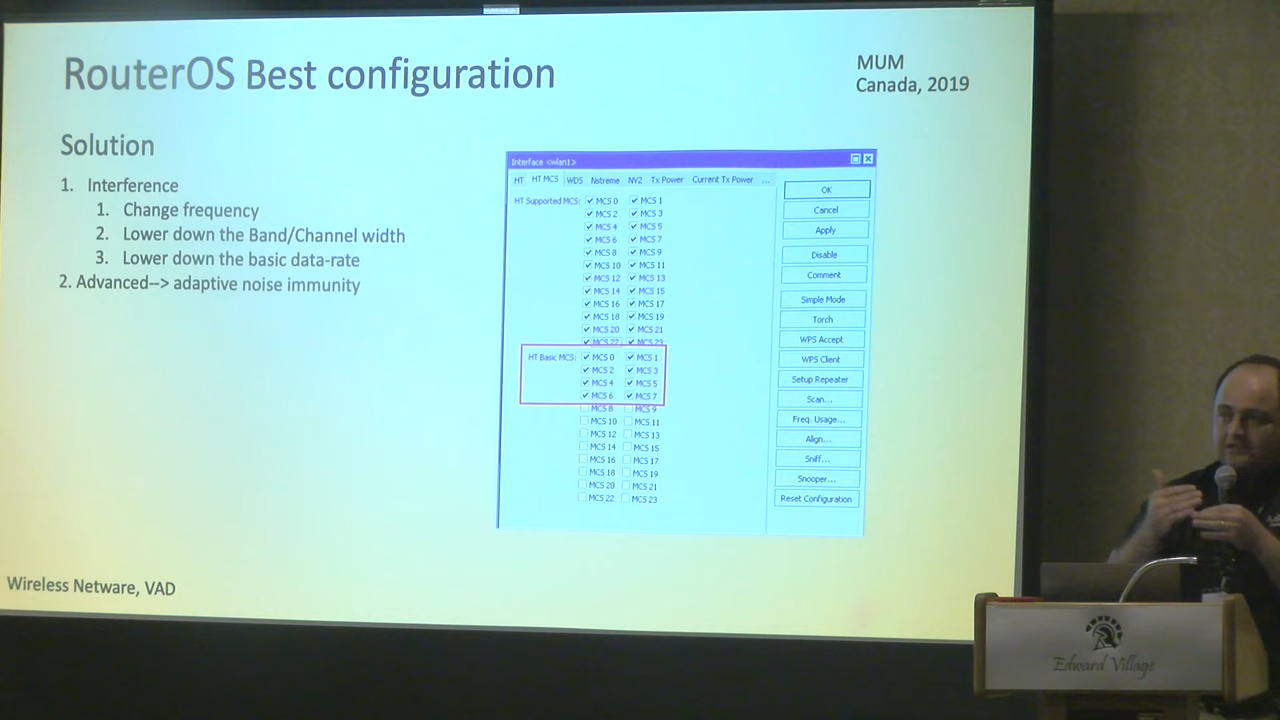 RouterOS Best configuration
MUM
Canada, 2019
Solution
1. Interference
1. Change frequency
2. Lower down the Band/Channel width
3. Lower down the basic data-rate
2. Advanced--> adaptive noise immunity
Interface <wlan1>
HT HT MCS WDS Nstreme NV2 Tx Power Current Tx Power ...
HT Supported MCS: MCS 0 MCS 1
MCS 2 MCS 3
MCS 4 MCS 5
MCS 6 MCS 7
MCS 8 MCS 9
MCS 10 MCS 11
MCS 12 MCS 13
MCS 14 MCS 15
MCS 16 MCS 17
MCS 18 MCS 19
MCS 20 MCS 21
MCS 22 MCS 23
HT Basic MCS: MCS 0 MCS 1
MCS 2 MCS 3
MCS 4 MCS 5
MCS 6 MCS 7
MCS 8 MCS 9
MCS 10 MCS 11
MCS 12 MCS 13
MCS 14 MCS 15
MCS 16 MCS 17
MCS 18 MCS 19
MCS 20 MCS 21
MCS 22 MCS 23
OK
Cancel
Apply
Disable
Comment
Simple Mode
Torch
WPS Accept
WPS Client
Setup Repeater
Scan...
Freq. Usage...
Align...
Sniff...
Snooper...
Reset Configuration
Wireless Netware, VAD
Edward Village